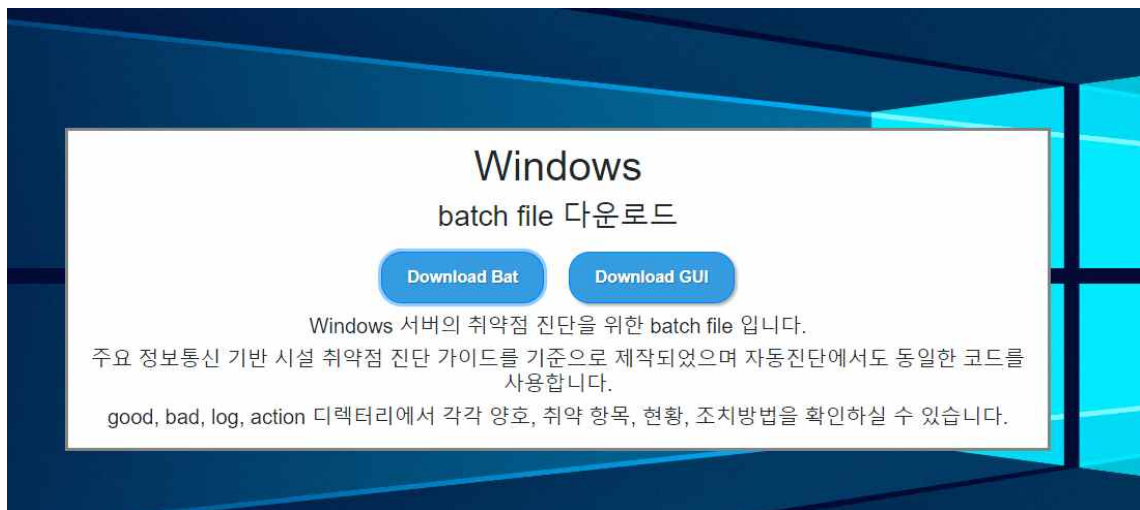 Windows
batch file 다운로드
Download Bat Download GUI
Windows 서버의 취약점 진단을 위한 batch file 입니다.
주요 정보통신 기반 시설 취약점 진단 가이드를 기준으로 제작되었으며 자동진단에서도 동일한 코드를
사용합니다.
good, bad, log, action 디렉터리에서 각각 양호, 취약 항목, 현황, 조치방법을 확인하실 수 있습니다.